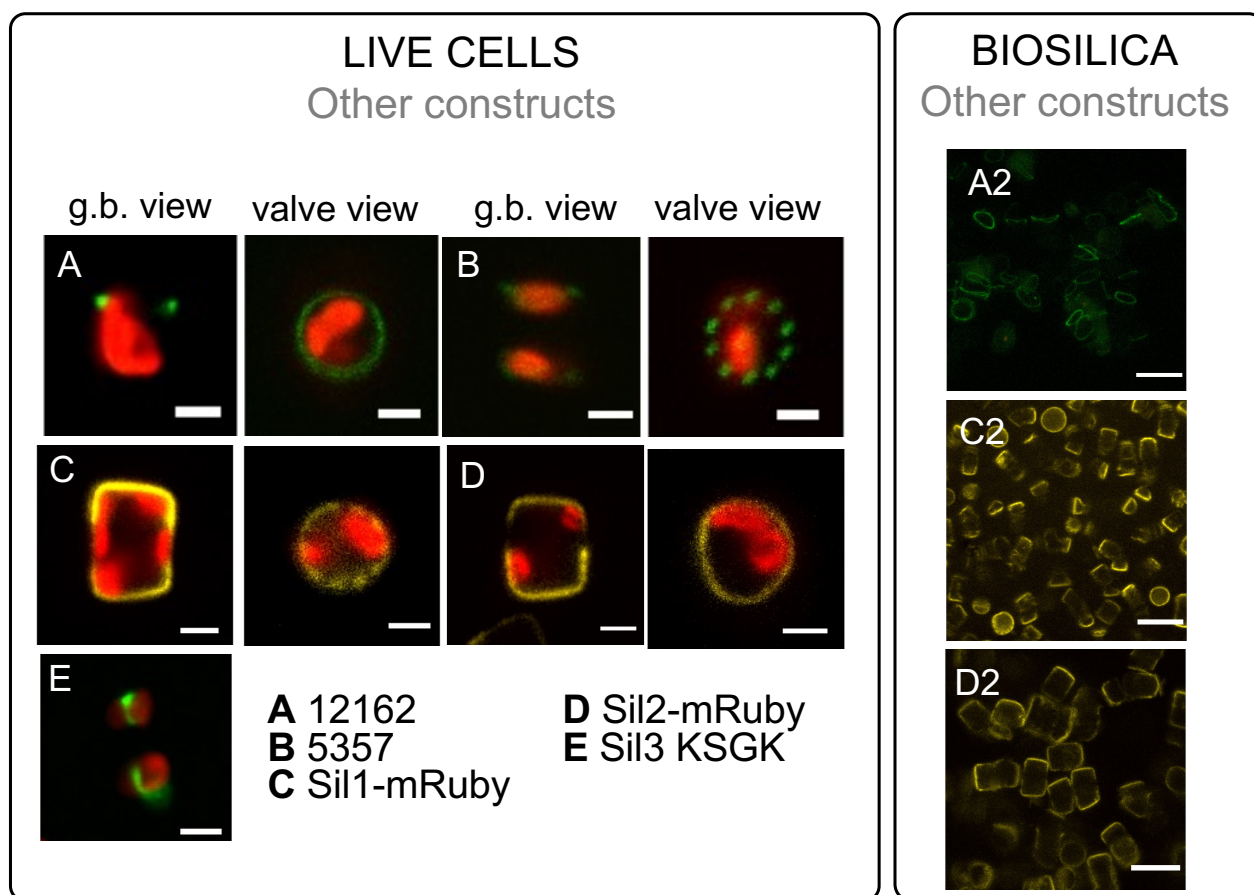 LIVE CELLS
Other constructs
g.b. view
valve view
g.b. view
valve view
A
B
C
D
E
A 12162
B 5357
C Sil1-mRuby
D Sil2-mRuby
E Sil3 KSGK
BIOSILICA
Other constructs
A2
C2
D2